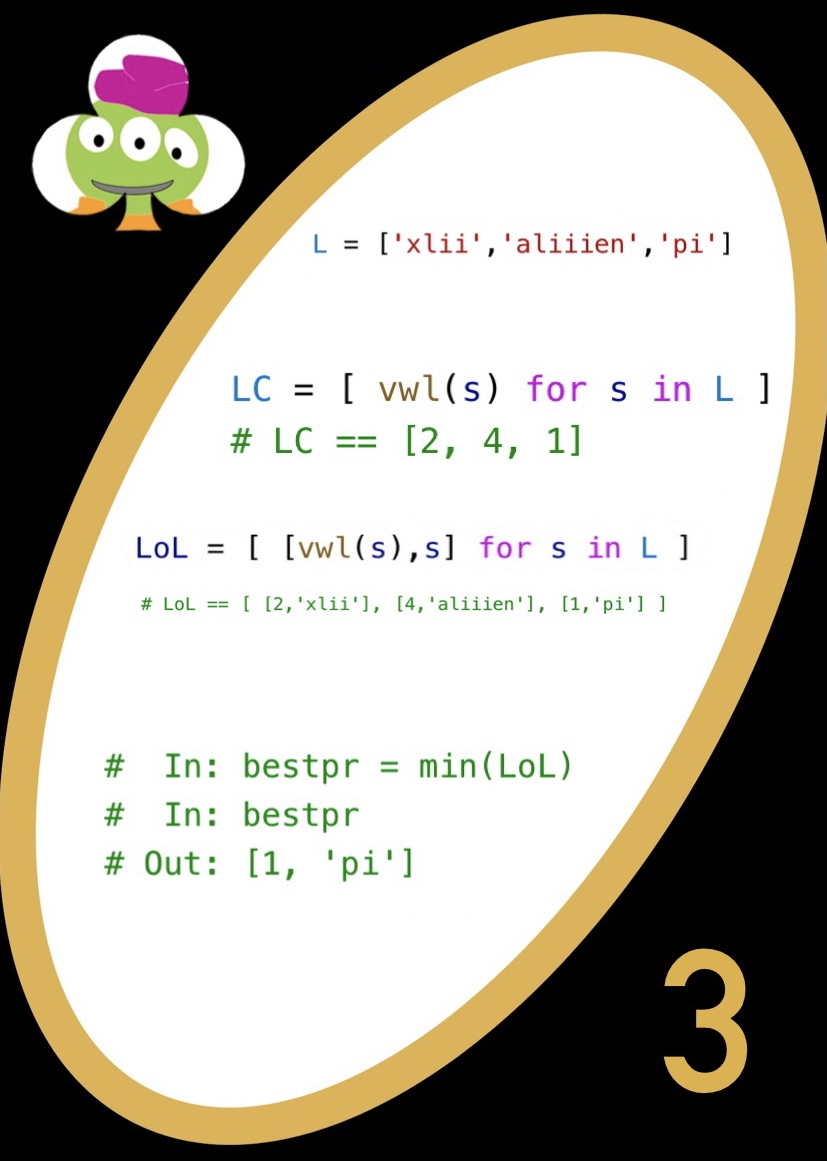 L = ['xlii','aliiien','pi']
LC = [ vwl(s) for s in L ]
# LC == [2, 4, 1]
LoL = [ [vwl(s),s] for s in L ]
# LoL == [ [2,'xlii'], [4,'aliiien'], [1,'pi'] ]
#  In: bestpr = min(LoL)
#  In: bestpr
# Out: [1, 'pi']
3